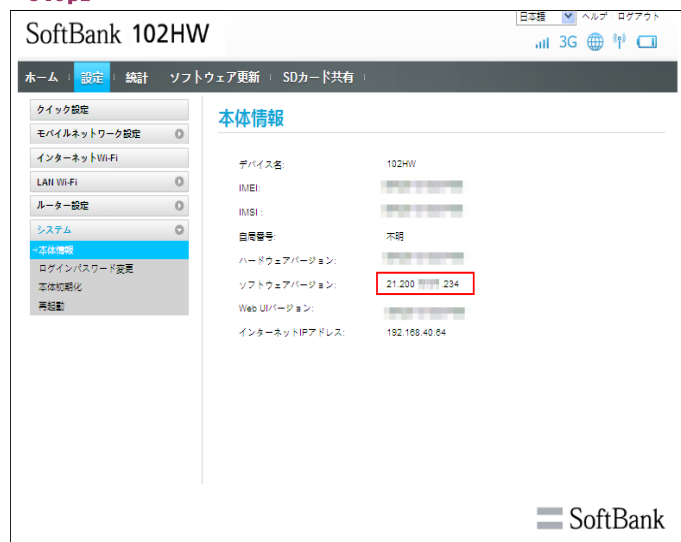 日本語 ヘルプ ログアウト
SoftBank 102HW
3G
ホーム 設定 統計 ソフトウェア更新 SDカード共有
クイック設定
モバイルネットワーク設定
インターネットWi-Fi
LAN Wi-Fi
ルーター設定
システム
→本体情報
ログインパスワード変更
本体初期化
再起動
本体情報
デバイス名: 102HW
IMEI:
IMSI :
自局番号: 不明
ハードウェアバージョン:
ソフトウェアバージョン: 21.200 .234
Web UIバージョン:
インターネットIPアドレス: 192.168.40.64
SoftBank